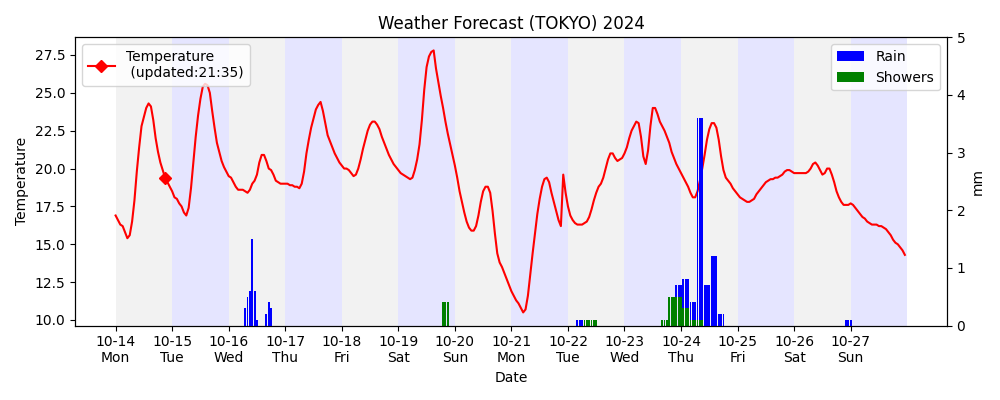 Weather Forecast (TOKYO) 2024
Temperature
(updated:21:35)
Rain
Showers
Temperature
27.5
25.0
22.5
20.0
17.5
15.0
12.5
10.0
5
4
3
2
1
0
mm
10-14 10-15 10-16 10-17 10-18 10-19 10-20 10-21 10-22 10-23 10-24 10-25 10-26 10-27
Mon Tue Wed Thu Fri Sat Sun Mon Tue Wed Thu Fri Sat Sun
Date